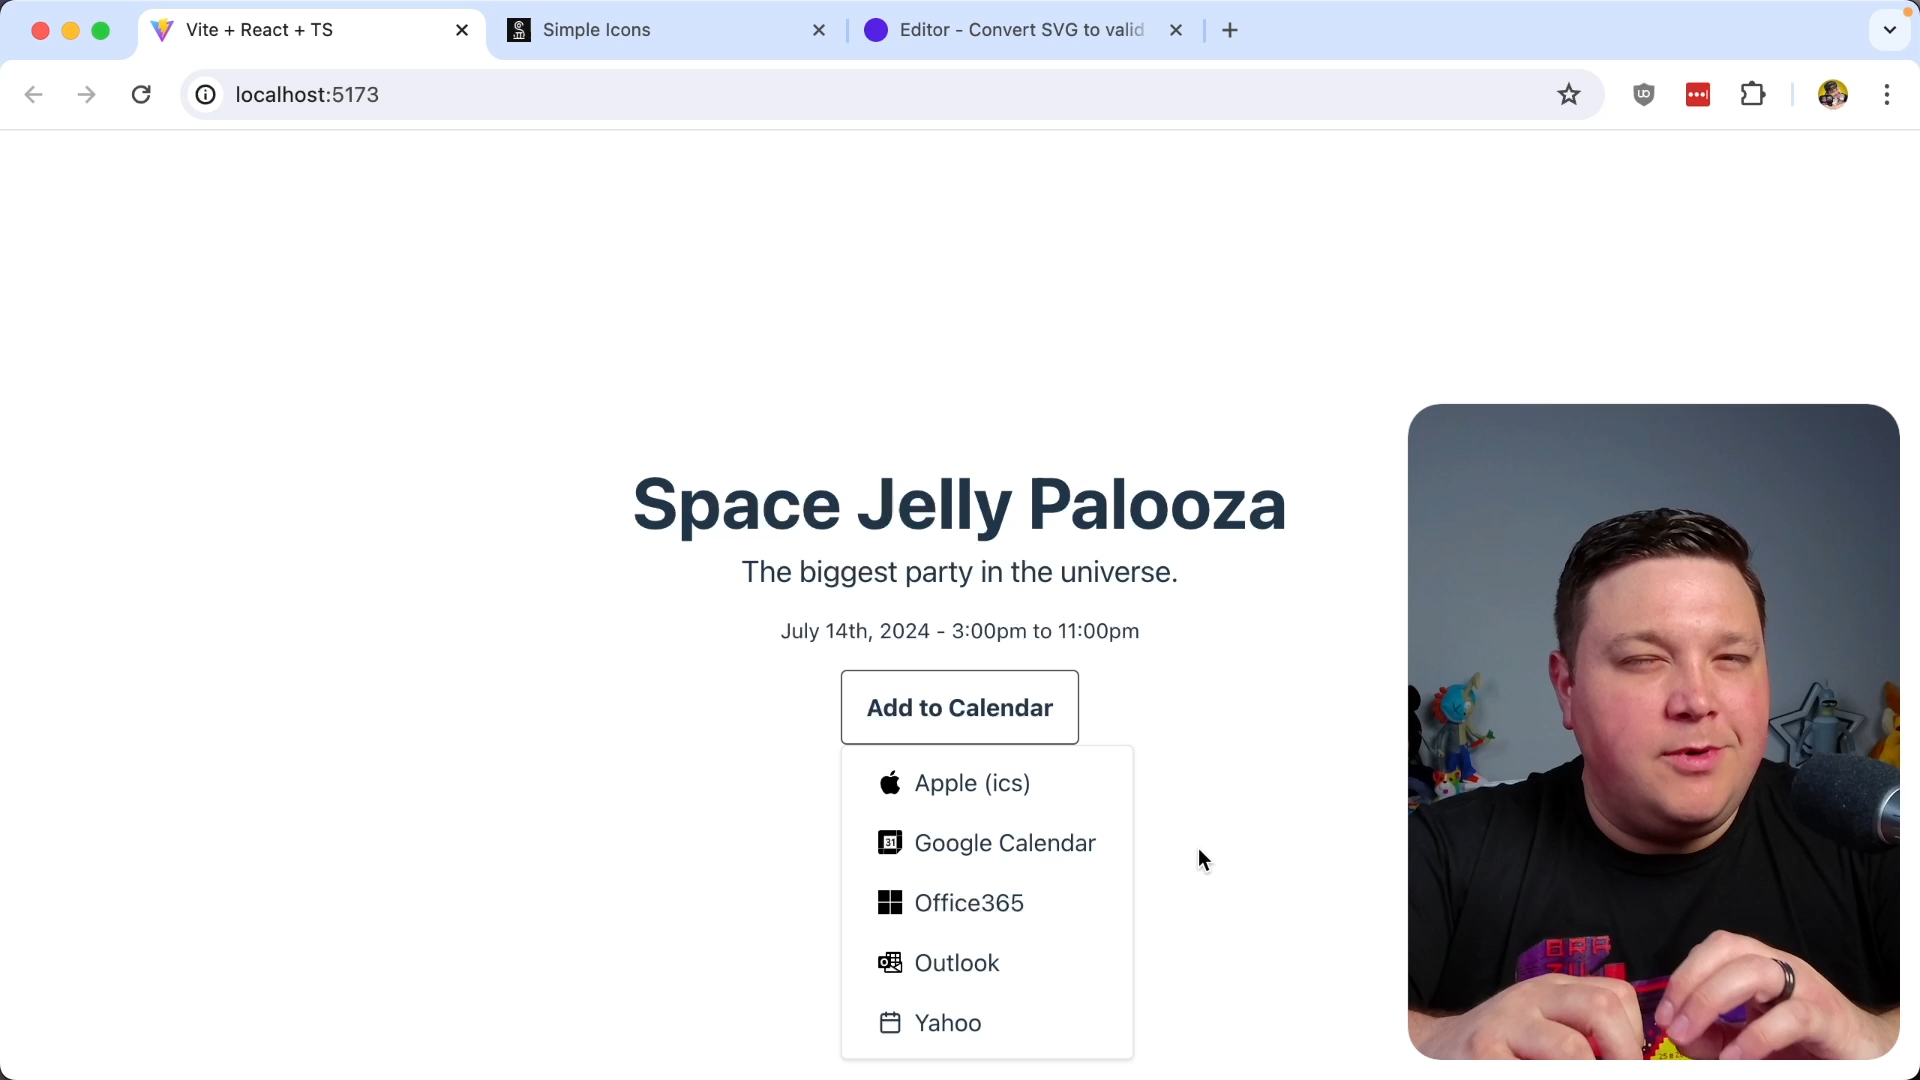 Vite + React + TS
Simple Icons
Editor - Convert SVG to valid
localhost:5173
Space Jelly Palooza
The biggest party in the universe.
July 14th, 2024 - 3:00pm to 11:00pm
Add to Calendar
Apple (ics)
31
Google Calendar
Office365
Outlook
Yahoo